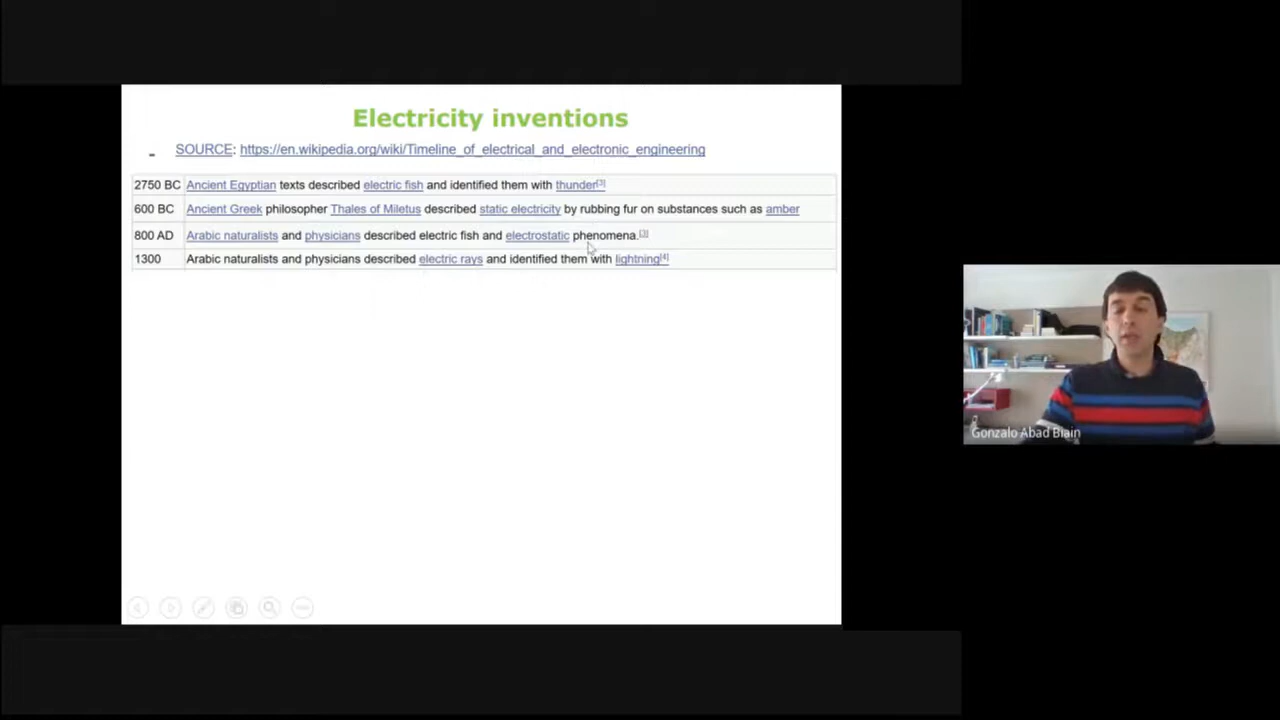 Electricity inventions
- SOURCE: https://en.wikipedia.org/wiki/Timeline_of_electrical_and_electronic_engineering
2750 BC Ancient Egyptian texts described electric fish and identified them with thunder[3]
600 BC Ancient Greek philosopher Thales of Miletus described static electricity by rubbing fur on substances such as amber
800 AD Arabic naturalists and physicians described electric fish and electrostatic phenomena.[3]
1300 Arabic naturalists and physicians described electric rays and identified them with lightning[4]
Gonzalo Abad Biain